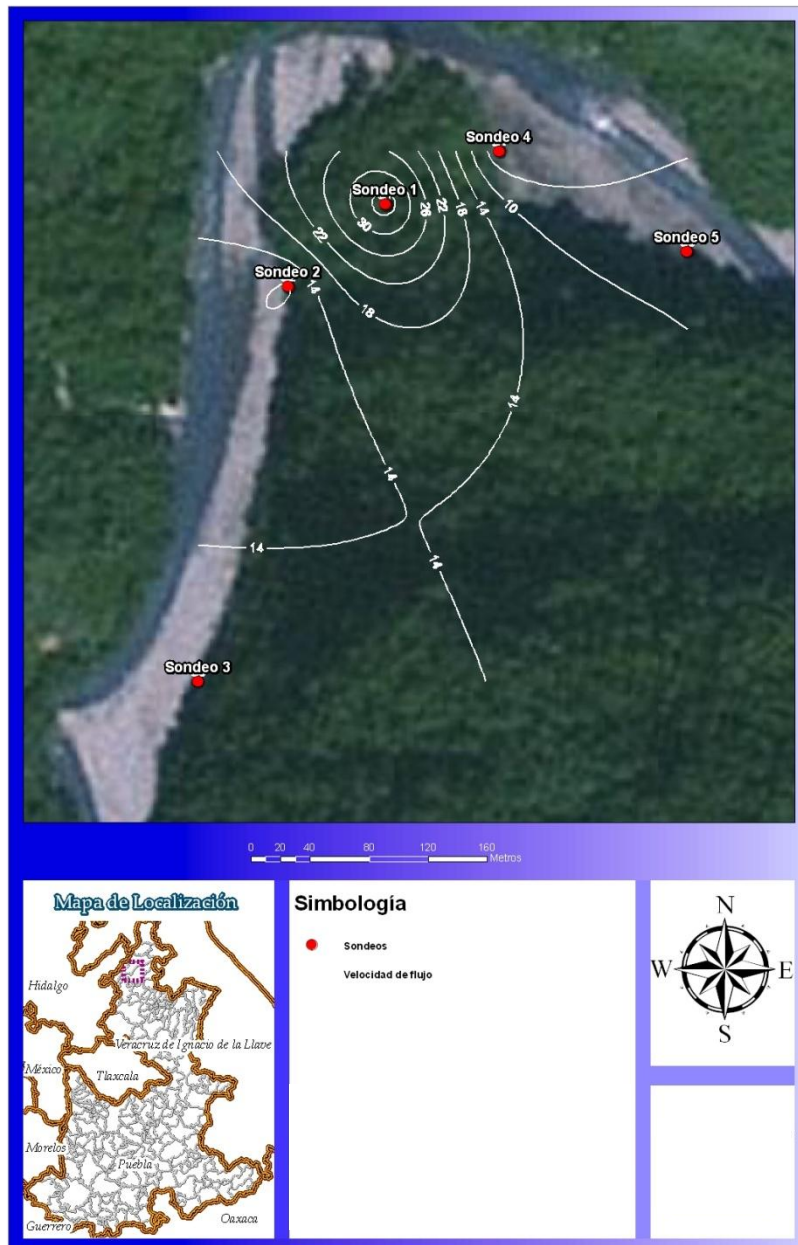 Sondeo 4
Sondeo 1
26
22
18
14
10
30
22
Sondeo 5
Sondeo 2
14
18
14
14
14
14
Sondeo 3
0 20 40 80 120 160
Metros
Mapa de Localización
Hidalgo
Veracruz de Ignacio de la Llave
México
Tlaxcala
Morelos
Puebla
Guerrero
Oaxaca
Simbología
Sondeos
Velocidad de flujo
N
W
E
S